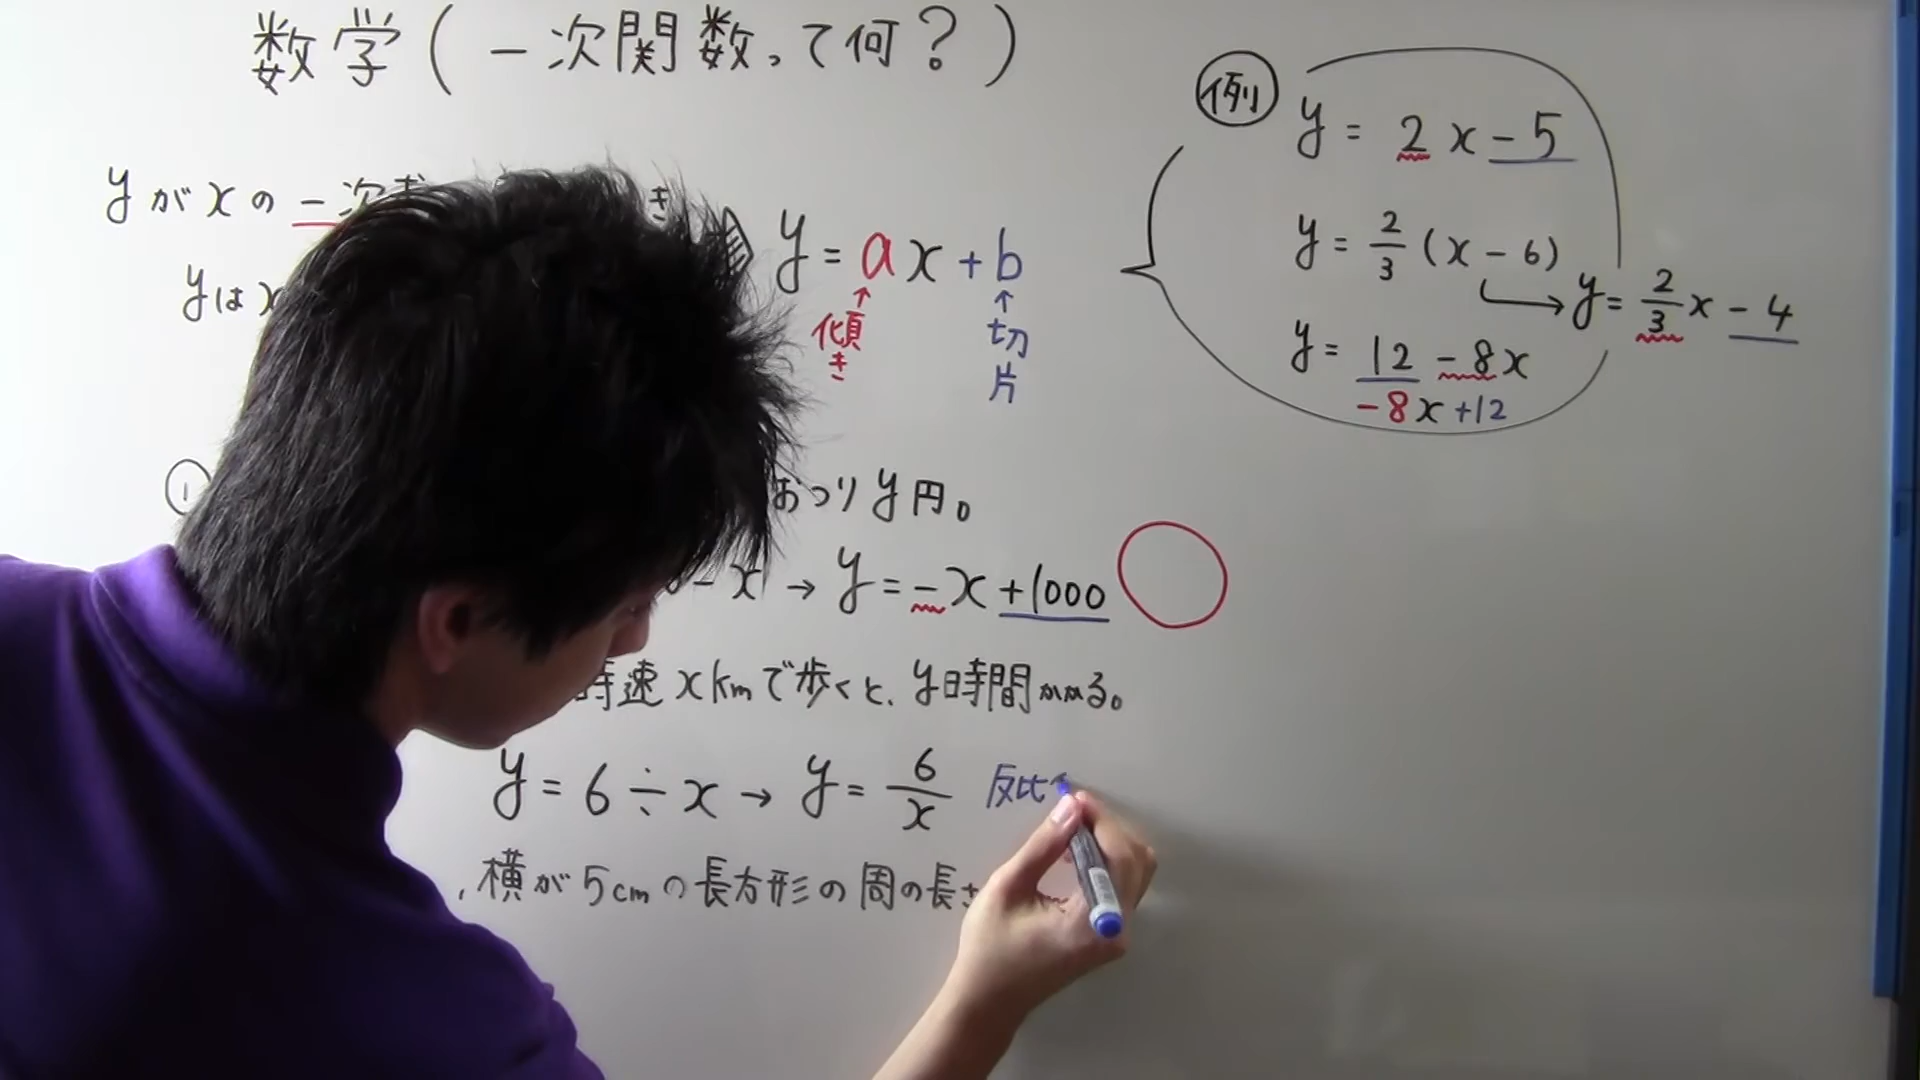 数学(一次関数って何?)
yがxの一次
yはx
y=ax+b
傾き
切片
例
y=2x-5
y=2/3(x-6)
y=2/3x-4
y=12-8x
-8x+12
①
おつりy円。
-x→y=-x+1000
時速xkmで歩くと、y時間かかる。
y=6÷x→y=6/x 反比
横が5cmの長方形の周の長さ